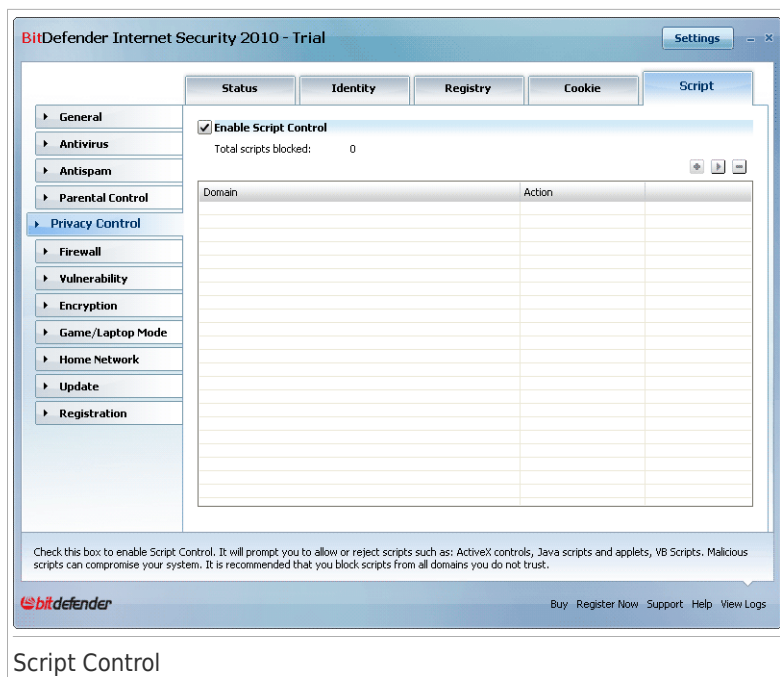 BitDefender Internet Security 2010 - Trial
Settings
Status Identity Registry Cookie Script
General
Antivirus
Antispam
Parental Control
Privacy Control
Firewall
Vulnerability
Encryption
Game/Laptop Mode
Home Network
Update
Registration
Enable Script Control
Total scripts blocked: 0
Domain Action
Check this box to enable Script Control. It will prompt you to allow or reject scripts such as: ActiveX controls, Java scripts and applets, VB Scripts. Malicious
scripts can compromise your system. It is recommended that you block scripts from all domains you do not trust.
bitdefender
Buy Register Now Support Help View Logs
Script Control